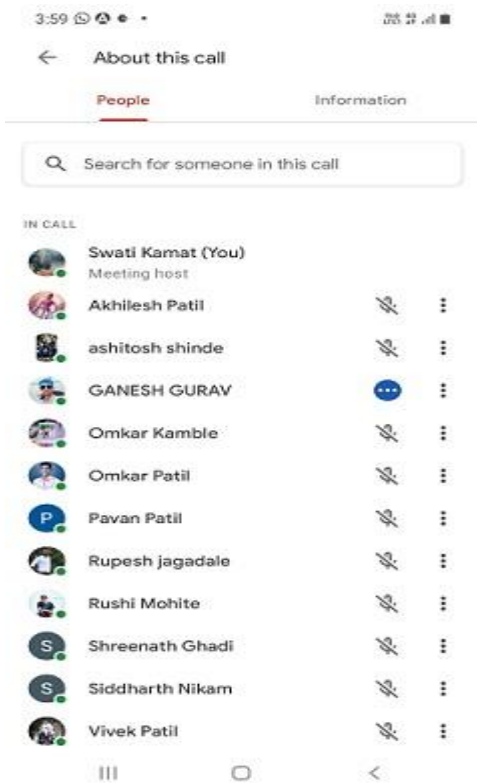 3:59
About this call
People Information
Search for someone in this call
IN CALL
Swati Kamat (You)
Meeting host
Akhilesh Patil
ashitosh shinde
GANESH GURAV
Omkar Kamble
Omkar Patil
P Pavan Patil
Rupesh jagadale
Rushi Mohite
S Shreenath Ghadi
S Siddharth Nikam
Vivek Patil